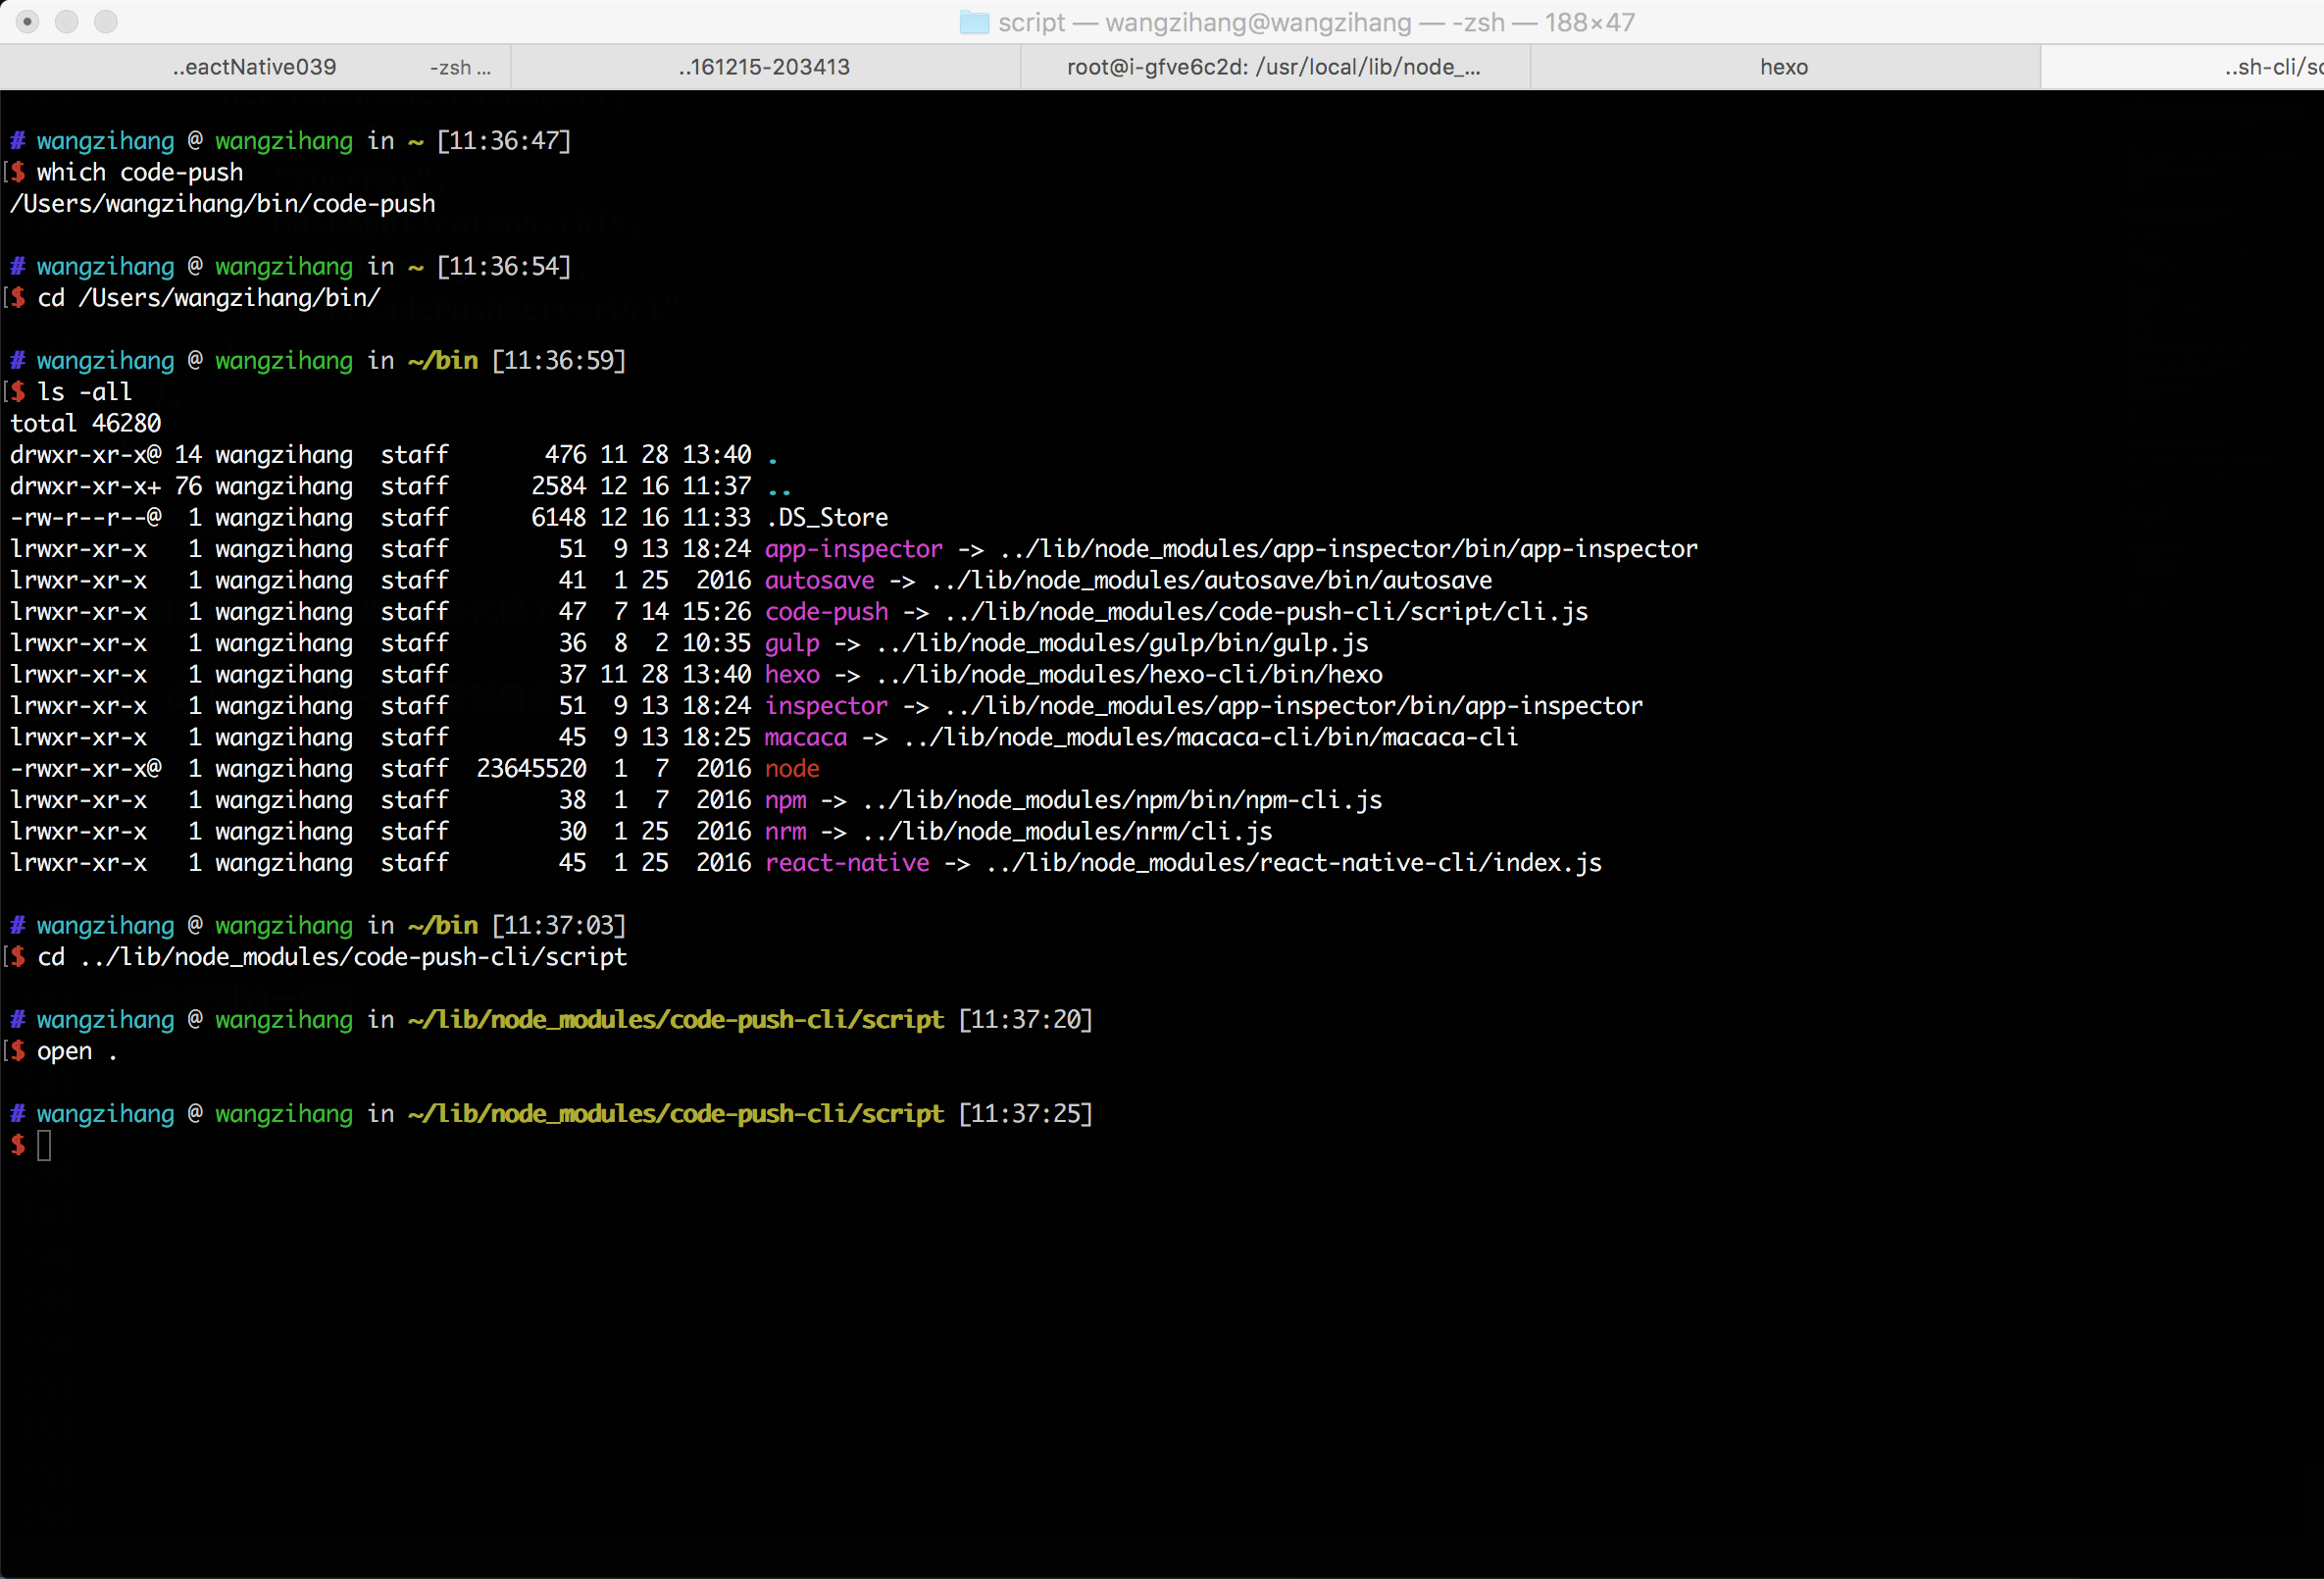 script — wangzihang@wangzihang — -zsh — 188×47
..eactNative039 -zsh ... ..161215-203413 root@i-gfve6c2d: /usr/local/lib/node_... hexo ..sh-cli/sc
# wangzihang @ wangzihang in ~ [11:36:47]
[$ which code-push
/Users/wangzihang/bin/code-push
# wangzihang @ wangzihang in ~ [11:36:54]
[$ cd /Users/wangzihang/bin/
# wangzihang @ wangzihang in ~/bin [11:36:59]
[$ ls -all
total 46280
drwxr-xr-x@ 14 wangzihang  staff       476 11 28 13:40 .
drwxr-xr-x+ 76 wangzihang  staff      2584 12 16 11:37 ..
-rw-r--r--@  1 wangzihang  staff      6148 12 16 11:33 .DS_Store
lrwxr-xr-x   1 wangzihang  staff        51  9 13 18:24 app-inspector -> ../lib/node_modules/app-inspector/bin/app-inspector
lrwxr-xr-x   1 wangzihang  staff        41  1 25  2016 autosave -> ../lib/node_modules/autosave/bin/autosave
lrwxr-xr-x   1 wangzihang  staff        47  7 14 15:26 code-push -> ../lib/node_modules/code-push-cli/script/cli.js
lrwxr-xr-x   1 wangzihang  staff        36  8  2 10:35 gulp -> ../lib/node_modules/gulp/bin/gulp.js
lrwxr-xr-x   1 wangzihang  staff        37 11 28 13:40 hexo -> ../lib/node_modules/hexo-cli/bin/hexo
lrwxr-xr-x   1 wangzihang  staff        51  9 13 18:24 inspector -> ../lib/node_modules/app-inspector/bin/app-inspector
lrwxr-xr-x   1 wangzihang  staff        45  9 13 18:25 macaca -> ../lib/node_modules/macaca-cli/bin/macaca-cli
-rwxr-xr-x@  1 wangzihang  staff  23645520  1  7  2016 node
lrwxr-xr-x   1 wangzihang  staff        38  1  7  2016 npm -> ../lib/node_modules/npm/bin/npm-cli.js
lrwxr-xr-x   1 wangzihang  staff        30  1 25  2016 nrm -> ../lib/node_modules/nrm/cli.js
lrwxr-xr-x   1 wangzihang  staff        45  1 25  2016 react-native -> ../lib/node_modules/react-native-cli/index.js
# wangzihang @ wangzihang in ~/bin [11:37:03]
[$ cd ../lib/node_modules/code-push-cli/script
# wangzihang @ wangzihang in ~/lib/node_modules/code-push-cli/script [11:37:20]
[$ open .
# wangzihang @ wangzihang in ~/lib/node_modules/code-push-cli/script [11:37:25]
$